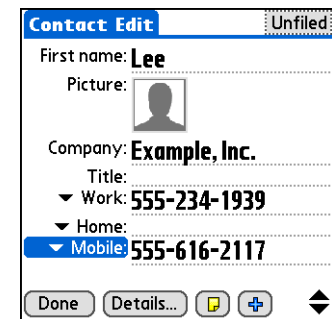 Contact Edit Unfiled
First name: Lee
Picture:
Company: Example, Inc.
Title:
Work: 555-234-1939
Home:
Mobile: 555-616-2117
Done Details...